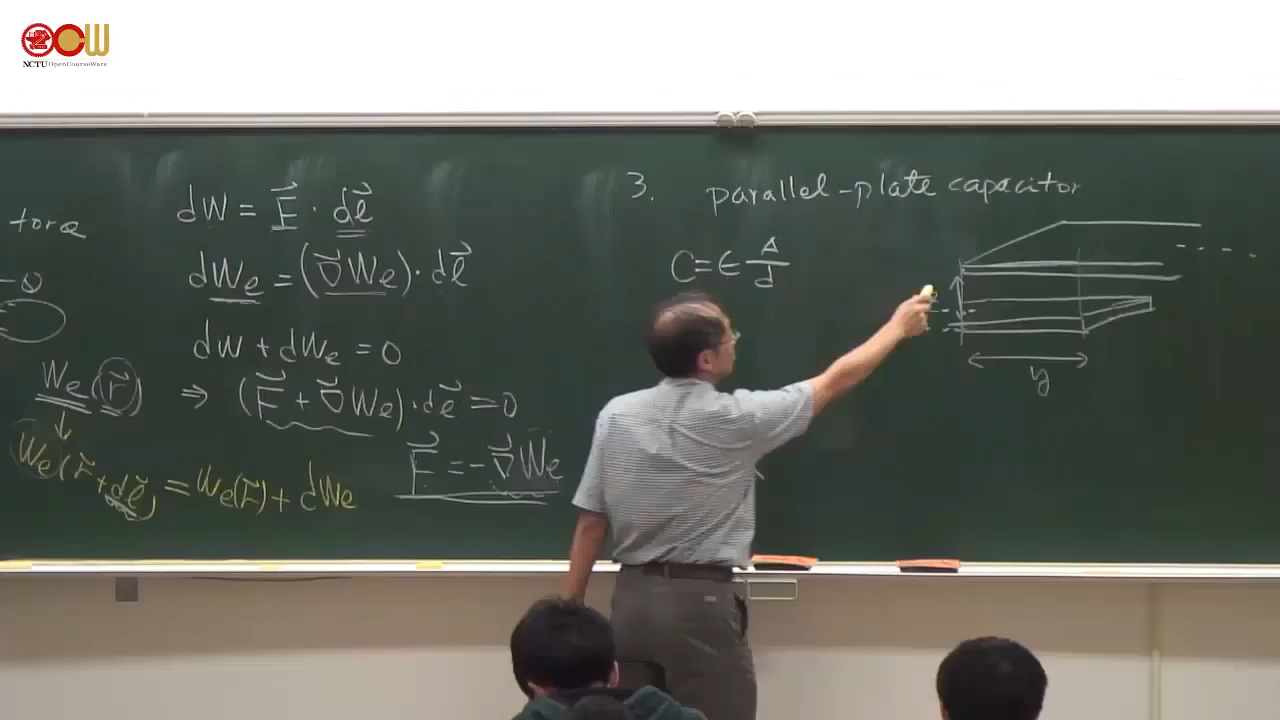 NCTU OpenCourseWare
dW = F⃗ · dl⃗
dWe = (∇⃗We) · dl⃗
dW + dWe = 0
We(r⃗) ⇒ (F⃗ + ∇⃗We) · dl⃗ = 0
We(r⃗ + dl⃗) = We(r⃗) + dWe
F⃗ = -∇⃗We
3. parallel-plate capacitor
C = ϵ A/d
y